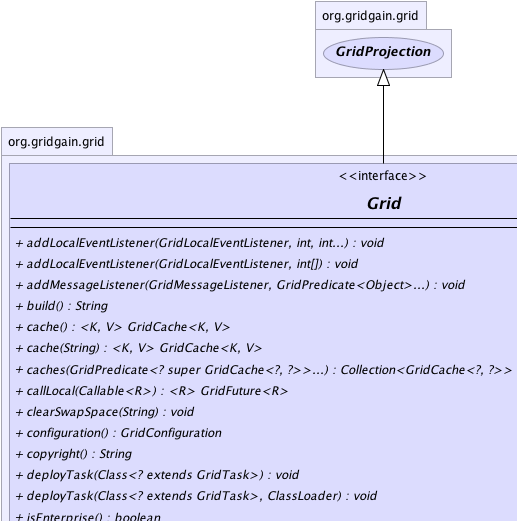 org.gridgain.grid
GridProjection
org.gridgain.grid
<<interface>>
Grid
+ addLocalEventListener(GridLocalEventListener, int, int...) : void
+ addLocalEventListener(GridLocalEventListener, int[]) : void
+ addMessageListener(GridMessageListener, GridPredicate<Object>...) : void
+ build() : String
+ cache() : <K, V> GridCache<K, V>
+ cache(String) : <K, V> GridCache<K, V>
+ caches(GridPredicate<? super GridCache<?, ?>>...) : Collection<GridCache<?, ?>>
+ callLocal(Callable<R>) : <R> GridFuture<R>
+ clearSwapSpace(String) : void
+ configuration() : GridConfiguration
+ copyright() : String
+ deployTask(Class<? extends GridTask>) : void
+ deployTask(Class<? extends GridTask>, ClassLoader) : void
+ isEnterprise() : boolean